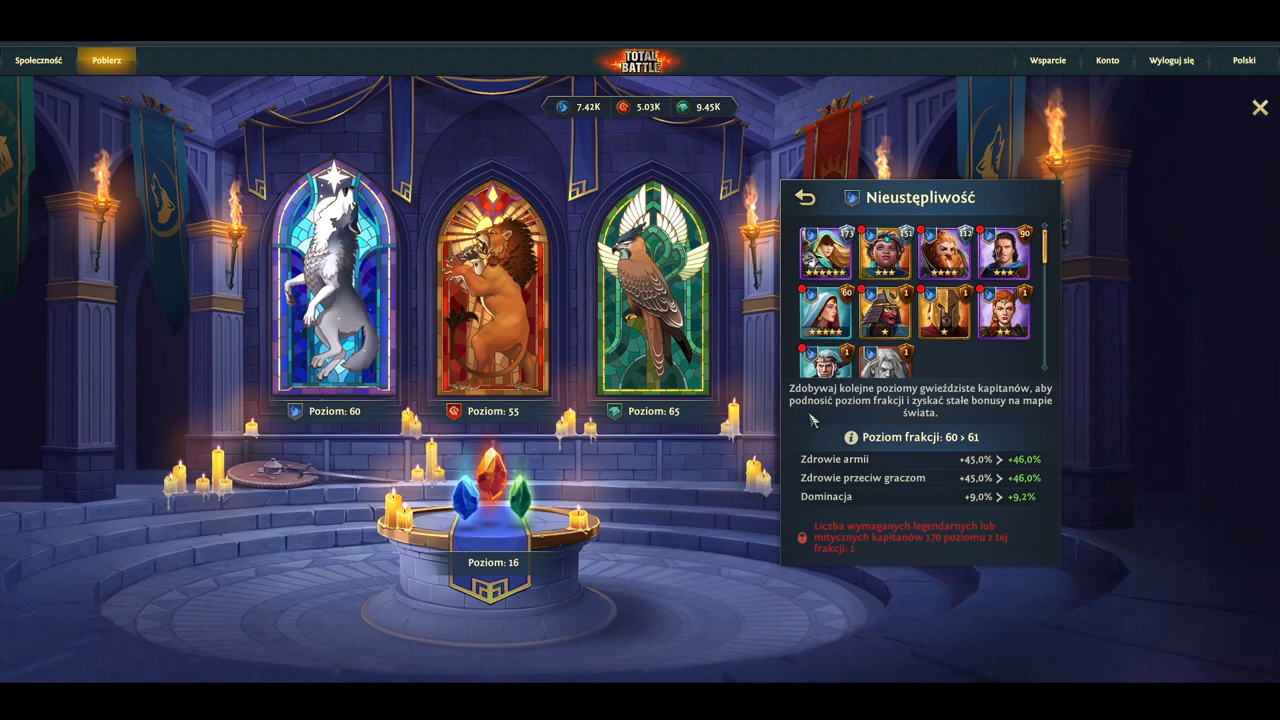 Społeczność
Pobierz
TOTAL
BATTLE
Wsparcie
Konto
Wyloguj się
Polski
7.42K
5.03K
9.45K
Nieustępliwość
173
151
112
90
60
1
1
1
1
1
Zdobywaj kolejne poziomy gwieździste kapitanów, aby
podnosić poziom frakcji i zyskać stałe bonusy na mapie
świata.
Poziom frakcji: 60 > 61
Zdrowie armii +45,0% > +46,0%
Zdrowie przeciw graczom +45,0% > +46,0%
Dominacja +9,0% > +9,2%
Liczba wymaganych legendarnych lub
mitycznych kapitanów 170 poziomu z tej
frakcji: 1
Poziom: 60
Poziom: 55
Poziom: 65
Poziom: 16